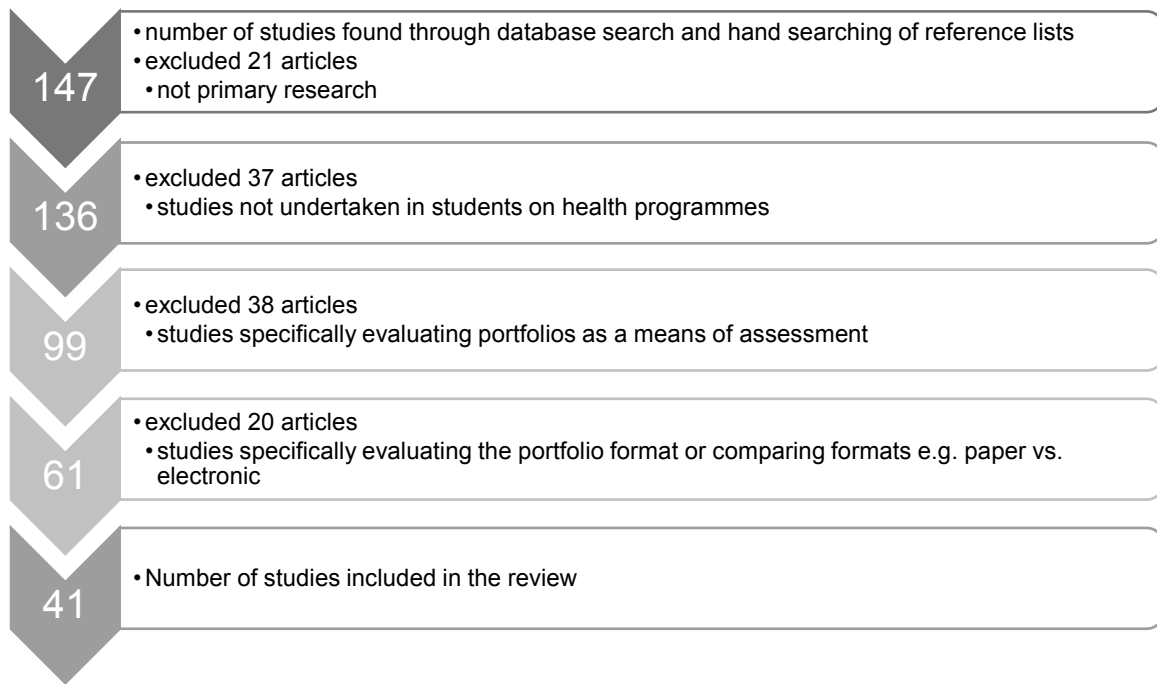 147
•number of studies found through database search and hand searching of reference lists
•excluded 21 articles
•not primary research
136
•excluded 37 articles
•studies not undertaken in students on health programmes
99
•excluded 38 articles
•studies specifically evaluating portfolios as a means of assessment
61
•excluded 20 articles
•studies specifically evaluating the portfolio format or comparing formats e.g. paper vs.
electronic
41
•Number of studies included in the review